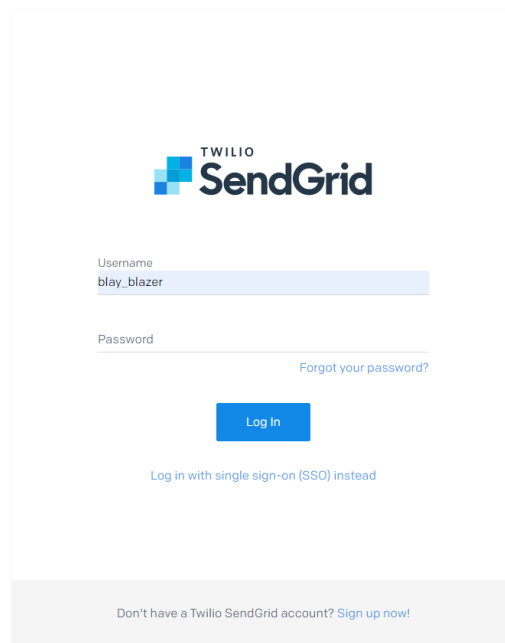 TWILIO
SendGrid
Username
blay_blazer
Password
Forgot your password?
Log In
Log in with single sign-on (SSO) instead
Don't have a Twilio SendGrid account? Sign up now!